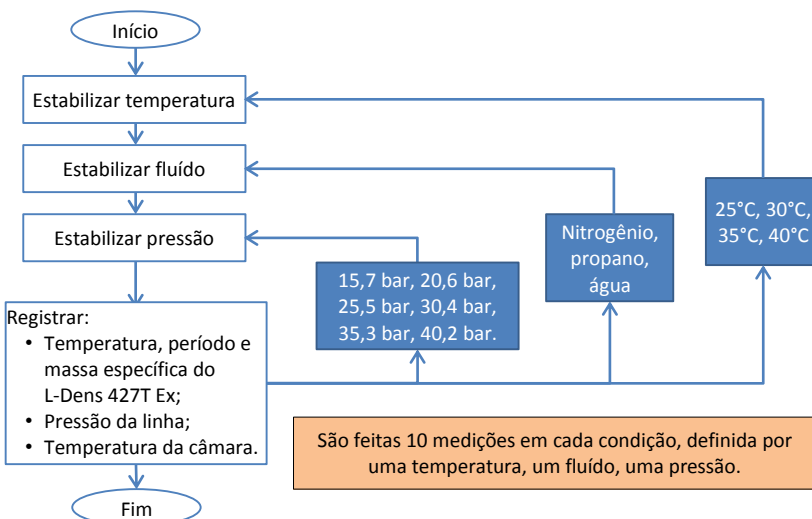 Início
Estabilizar temperatura
Estabilizar fluído
Estabilizar pressão
Registrar:
• Temperatura, período e
massa específica do
L-Dens 427T Ex;
• Pressão da linha;
• Temperatura da câmara.
Fim
15,7 bar, 20,6 bar,
25,5 bar, 30,4 bar,
35,3 bar, 40,2 bar.
Nitrogênio,
propano,
água
25°C, 30°C,
35°C, 40°C
São feitas 10 medições em cada condição, definida por
uma temperatura, um fluído, uma pressão.